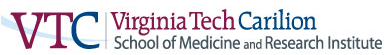 VTC Virginia Tech Carilion
School of Medicine and Research Institute